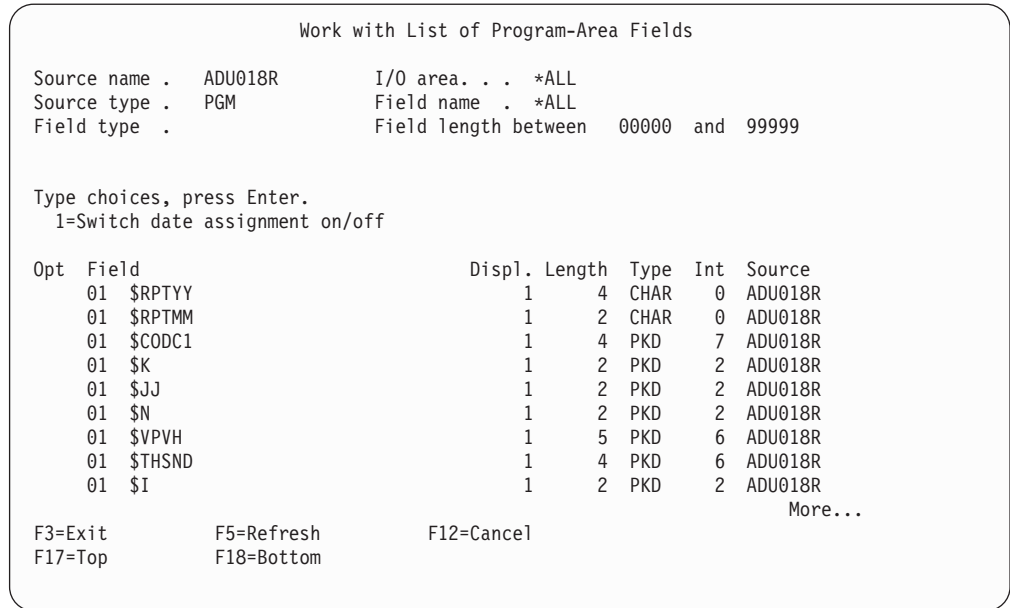 Work with List of Program-Area Fields
Source name . ADU018R I/O area. . . *ALL
Source type . PGM Field name . *ALL
Field type . Field length between 00000 and 99999
Type choices, press Enter.
1=Switch date assignment on/off
Opt Field Displ. Length Type Int Source
01 $RPTYY 1 4 CHAR 0 ADU018R
01 $RPTMM 1 2 CHAR 0 ADU018R
01 $CODC1 1 4 PKD 7 ADU018R
01 $K 1 2 PKD 2 ADU018R
01 $JJ 1 2 PKD 2 ADU018R
01 $N 1 2 PKD 2 ADU018R
01 $VPVH 1 5 PKD 6 ADU018R
01 $THSND 1 4 PKD 6 ADU018R
01 $I 1 2 PKD 2 ADU018R
More...
F3=Exit F5=Refresh F12=Cancel
F17=Top F18=Bottom